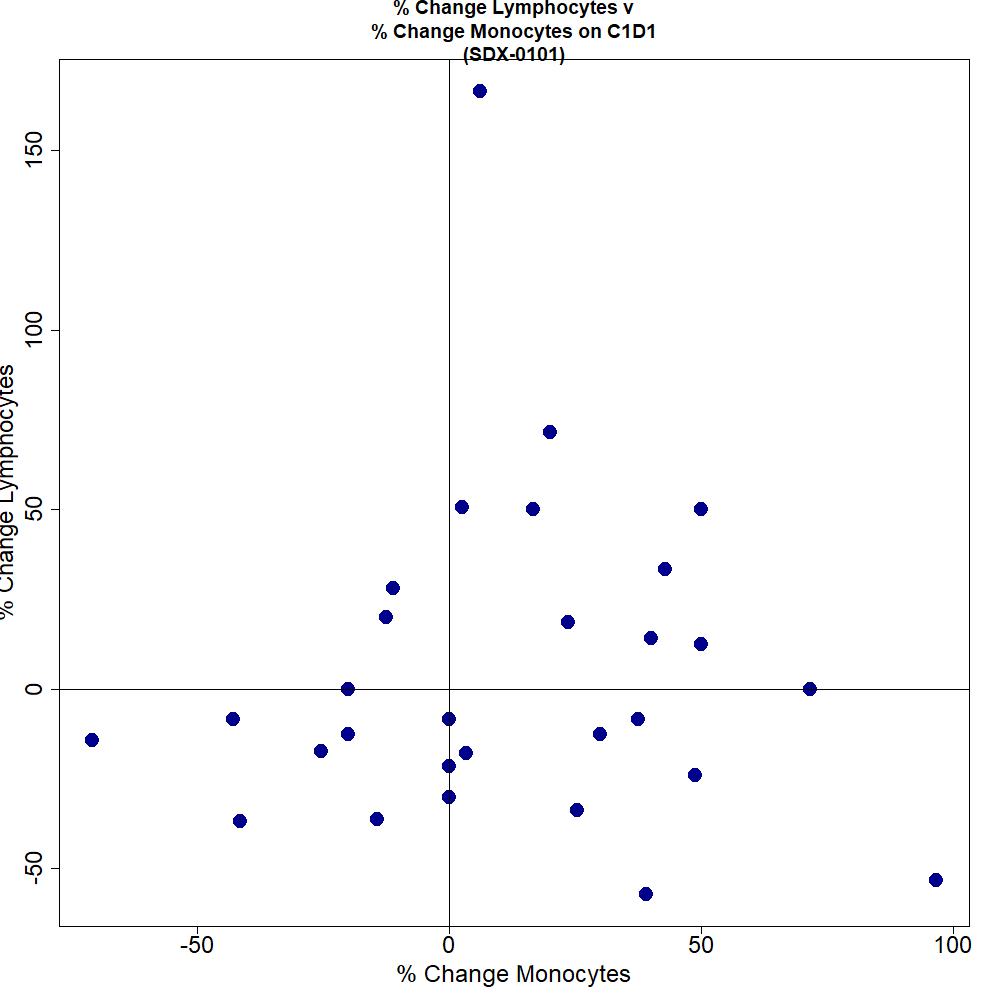 % Change Lymphocytes v
% Change Monocytes on C1D1
(SDX-0101)
% Change Lymphocytes
150
100
50
0
-50
-50
0
50
100
% Change Monocytes